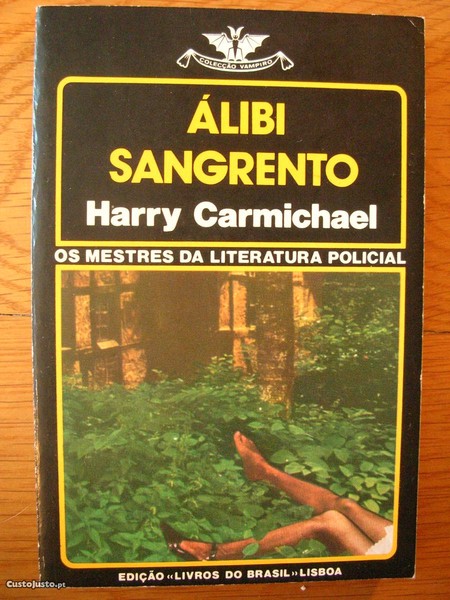 COLECÇÃO VAMPIRO
ÁLIBI
SANGRENTO
Harry Carmichael
OS MESTRES DA LITERATURA POLICIAL
EDIÇÃO «LIVROS DO BRASIL» LISBOA
CustoJusto.pt